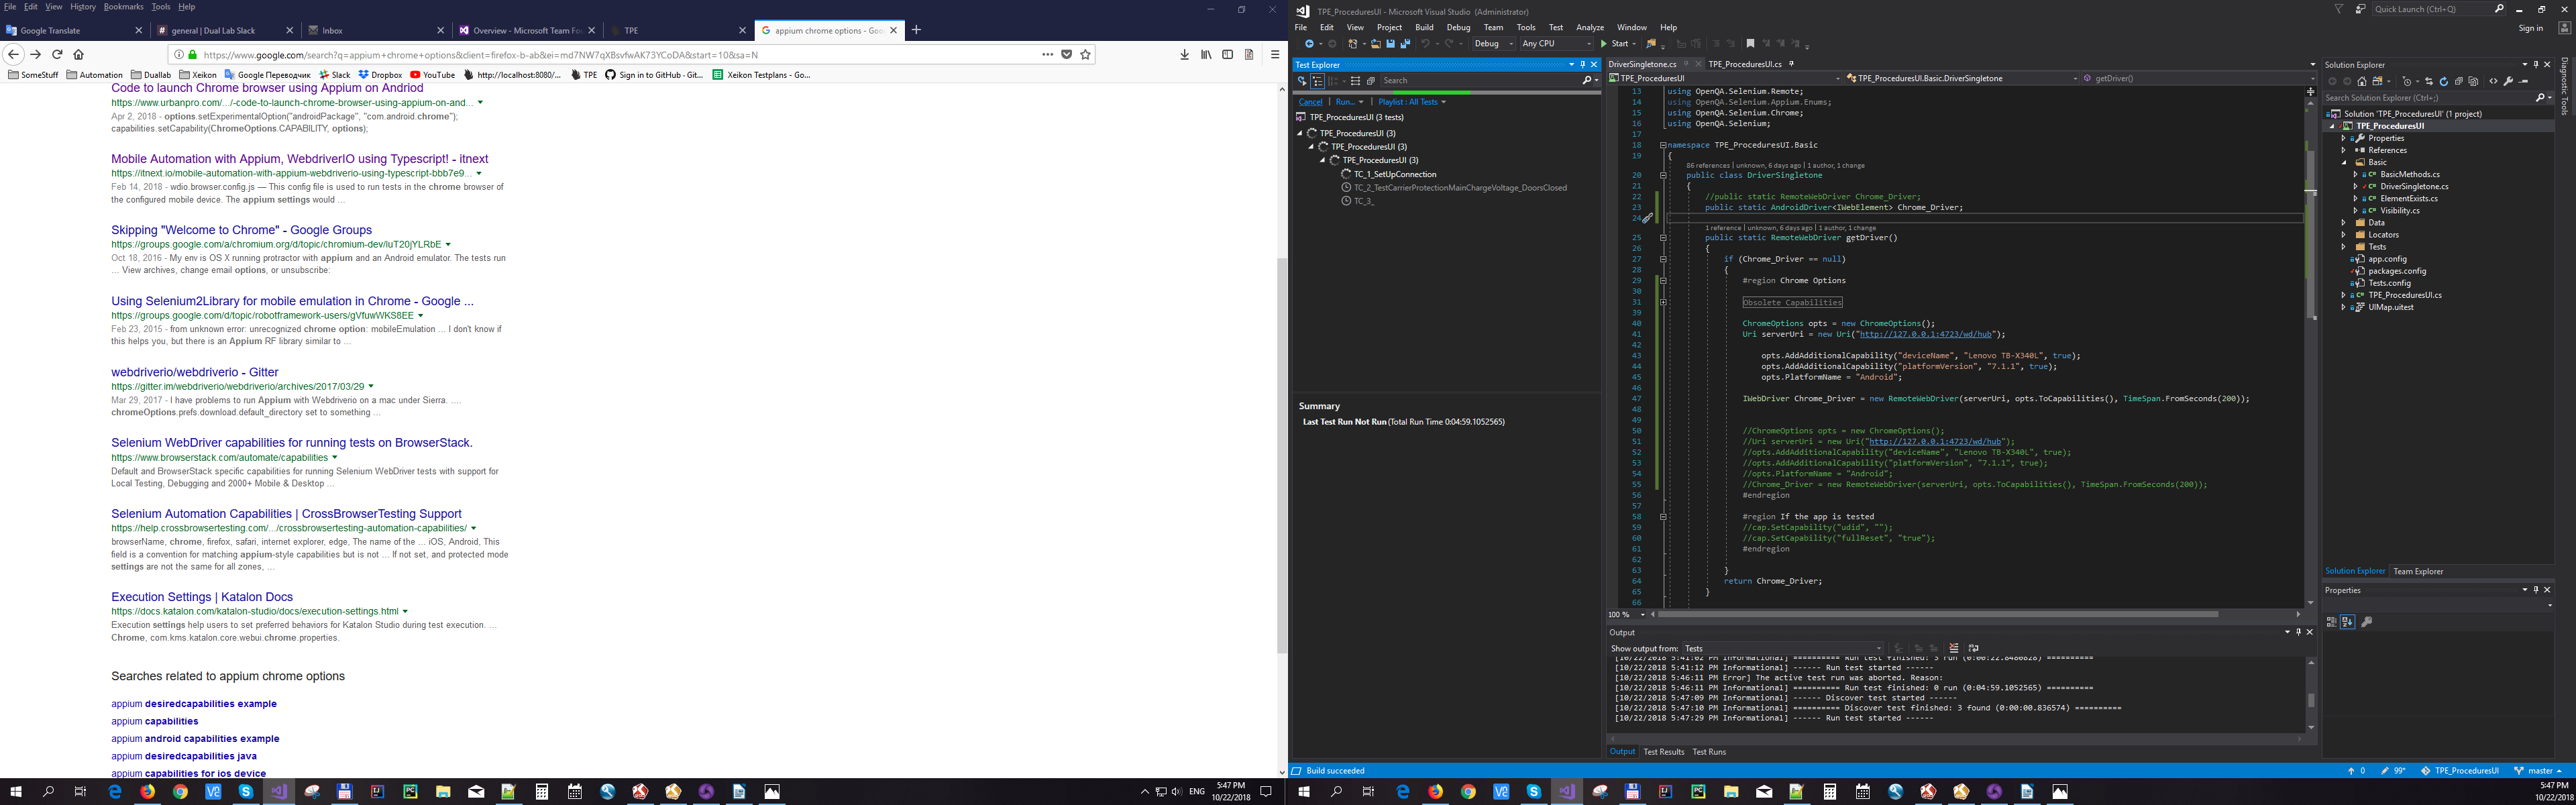 File Edit View History Bookmarks Tools Help
Google Translate
general | Dual Lab Slack
Inbox
Overview - Microsoft Team Fou
TPE
appium chrome options - Goo
https://www.google.com/search?q=appium+chrome+options&client=firefox-b-ab&ei=md7NW7qXBsvfwAK73YCoDA&start=10&sa=N
SomeStuff Automation Duallab Xeikon Google Переводчик Slack Dropbox YouTube http://localhost:8080/... TPE Sign in to GitHub · Git... Xeikon Testplans - Go...
Code to launch Chrome browser using Appium on Andriod
https://www.urbanpro.com/.../-code-to-launch-chrome-browser-using-appium-on-and...
Apr 2, 2018 - options.setExperimentalOption("androidPackage", "com.android.chrome");
capabilities.setCapability(ChromeOptions.CAPABILITY, options);
Mobile Automation with Appium, WebdriverIO using Typescript! - itnext
https://itnext.io/mobile-automation-with-appium-webdriverio-using-typescript-bbb7e9...
Feb 14, 2018 - wdio.browser.config.js — This config file is used to run tests in the chrome browser of
the configured mobile device. The appium settings would ...
Skipping "Welcome to Chrome" - Google Groups
https://groups.google.com/a/chromium.org/d/topic/chromium-dev/IuT20jYLRbE
Oct 18, 2016 - My env is OS X running protractor with appium and an Android emulator. The tests run
... View archives, change email options, or unsubscribe:
Using Selenium2Library for mobile emulation in Chrome - Google ...
https://groups.google.com/d/topic/robotframework-users/gVfuwWKS8EE
Feb 23, 2015 - from unknown error: unrecognized chrome option: mobileEmulation ... I don't know if
this helps you, but there is an Appium RF library similar to ...
webdriverio/webdriverio - Gitter
https://gitter.im/webdriverio/webdriverio/archives/2017/03/29
Mar 29, 2017 - I have problems to run Appium with Webdriverio on a mac under Sierra. ....
chromeOptions.prefs.download.default_directory set to something ...
Selenium WebDriver capabilities for running tests on BrowserStack.
https://www.browserstack.com/automate/capabilities
Default and BrowserStack specific capabilities for running Selenium WebDriver tests with support for
Local Testing, Debugging and 2000+ Mobile & Desktop ...
Selenium Automation Capabilities | CrossBrowserTesting Support
https://help.crossbrowsertesting.com/.../crossbrowsertesting-automation-capabilities/
browserName, chrome, firefox, safari, internet explorer, edge, The name of the ... iOS, Android, This
field is a convention for matching appium-style capabilities but is not ... If not set, and protected mode
settings are not the same for all zones, ...
Execution Settings | Katalon Docs
https://docs.katalon.com/katalon-studio/docs/execution-settings.html
Execution settings help users to set preferred behaviors for Katalon Studio during test execution. ...
Chrome, com.kms.katalon.core.webui.chrome.properties.
Searches related to appium chrome options
appium desiredcapabilities example
appium capabilities
appium android capabilities example
appium desiredcapabilities java
appium capabilities for ios device
ENG
5:47 PM
10/22/2018
TPE_ProceduresUI - Microsoft Visual Studio (Administrator)
Quick Launch (Ctrl+Q)
File Edit View Project Build Debug Team Tools Test Analyze Window Help
Sign in
Debug Any CPU Start
Test Explorer
Search
Cancel | Run... | Playlist : All Tests
TPE_ProceduresUI (3 tests)
TPE_ProceduresUI (3)
TPE_ProceduresUI (3)
TPE_ProceduresUI (3)
TC_1_SetUpConnection
TC_2_TestCarrierProtectionMainChargeVoltage_DoorsClosed
TC_3_
Summary
Last Test Run Not Run (Total Run Time 0:04:59.1052565)
DriverSingletone.cs TPE_ProceduresUI.cs
TPE_ProceduresUI TPE_ProceduresUI.Basic.DriverSingletone getDriver()
13 using OpenQA.Selenium.Remote;
14 using OpenQA.Selenium.Appium.Enums;
15 using OpenQA.Selenium.Chrome;
16 using OpenQA.Selenium;
17
18 namespace TPE_ProceduresUI.Basic
19 {
86 references | unknown, 6 days ago | 1 author, 1 change
20 public class DriverSingletone
21 {
22 //public static RemoteWebDriver Chrome_Driver;
23 public static AndroidDriver<IWebElement> Chrome_Driver;
24
1 reference | unknown, 6 days ago | 1 author, 1 change
25 public static RemoteWebDriver getDriver()
26 {
27 if (Chrome_Driver == null)
28 {
29 #region Chrome Options
30
31 Obsolete Capabilities
39
40 ChromeOptions opts = new ChromeOptions();
41 Uri serverUri = new Uri("http://127.0.0.1:4723/wd/hub");
42
43 opts.AddAdditionalCapability("deviceName", "Lenovo TB-X340L", true);
44 opts.AddAdditionalCapability("platformVersion", "7.1.1", true);
45 opts.PlatformName = "Android";
46
47 IWebDriver Chrome_Driver = new RemoteWebDriver(serverUri, opts.ToCapabilities(), TimeSpan.FromSeconds(200));
48
49
50 //ChromeOptions opts = new ChromeOptions();
51 //Uri serverUri = new Uri("http://127.0.0.1:4723/wd/hub");
52 //opts.AddAdditionalCapability("deviceName", "Lenovo TB-X340L", true);
53 //opts.AddAdditionalCapability("platformVersion", "7.1.1", true);
54 //opts.PlatformName = "Android";
55 //Chrome_Driver = new RemoteWebDriver(serverUri, opts.ToCapabilities(), TimeSpan.FromSeconds(200));
56 #endregion
57
58 #region If the app is tested
59 //cap.SetCapability("udid", "");
60 //cap.SetCapability("fullReset", "true");
61 #endregion
62
63 }
64 return Chrome_Driver;
65 }
66
100 %
Output
Show output from: Tests
[10/22/2018 5:41:02 PM Informational] ========== Run test finished: 3 run (0:00:22.8480828) ==========
[10/22/2018 5:41:12 PM Informational] ------ Run test started ------
[10/22/2018 5:46:11 PM Error] The active test run was aborted. Reason:
[10/22/2018 5:46:11 PM Informational] ========== Run test finished: 0 run (0:04:59.1052565) ==========
[10/22/2018 5:47:09 PM Informational] ------ Discover test started ------
[10/22/2018 5:47:10 PM Informational] ========== Discover test finished: 3 found (0:00:00.836574) ==========
[10/22/2018 5:47:29 PM Informational] ------ Run test started ------
Output Test Results Test Runs
Solution Explorer
Search Solution Explorer (Ctrl+;)
Solution 'TPE_ProceduresUI' (1 project)
TPE_ProceduresUI
Properties
References
Basic
BasicMethods.cs
DriverSingletone.cs
ElementExists.cs
Visibility.cs
Data
Locators
Tests
app.config
packages.config
Tests.config
TPE_ProceduresUI.cs
UIMap.uitest
Solution Explorer Team Explorer
Properties
Diagnostic Tools
Build succeeded
0 99* TPE_ProceduresUI master
5:47 PM
10/22/2018